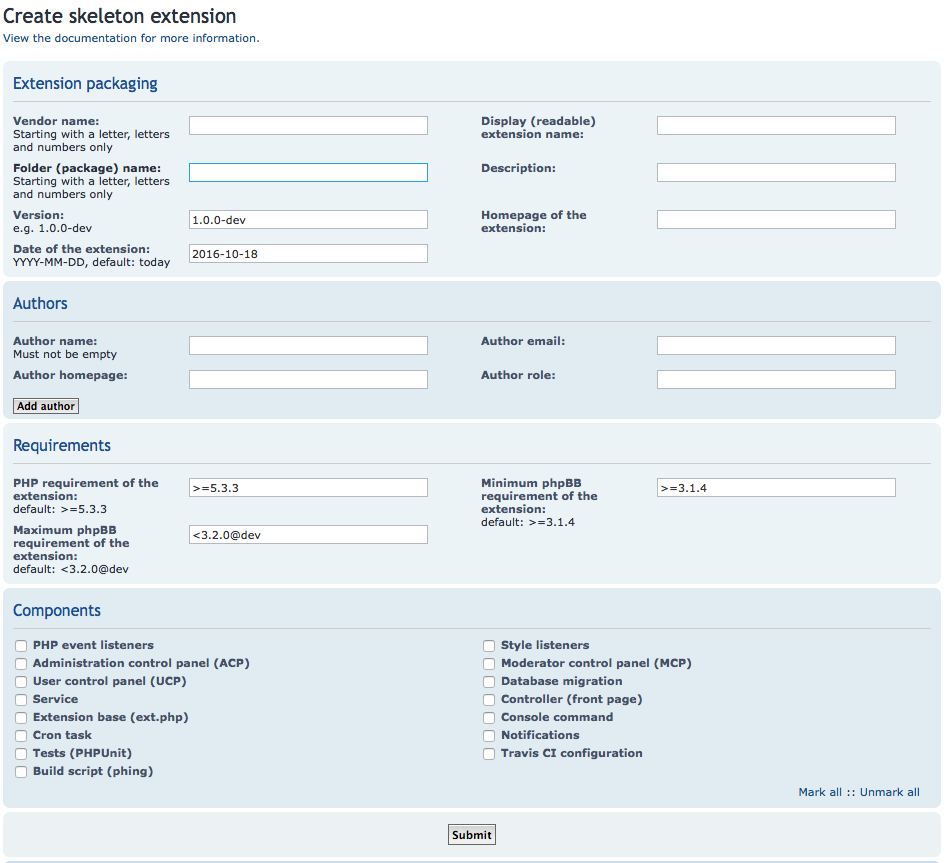 Create skeleton extension
View the documentation for more information.
Extension packaging
Vendor name:
Starting with a letter, letters
and numbers only
Display (readable)
extension name:
Folder (package) name:
Starting with a letter, letters
and numbers only
Description:
Version:
e.g. 1.0.0-dev
1.0.0-dev
Homepage of the
extension:
Date of the extension:
YYYY-MM-DD, default: today
2016-10-18
Authors
Author name:
Must not be empty
Author email:
Author homepage:
Author role:
Add author
Requirements
PHP requirement of the
extension:
default: >=5.3.3
>=5.3.3
Minimum phpBB
requirement of the
extension:
default: >=3.1.4
>=3.1.4
Maximum phpBB
requirement of the
extension:
default: <3.2.0@dev
<3.2.0@dev
Components
PHP event listeners
Style listeners
Administration control panel (ACP)
Moderator control panel (MCP)
User control panel (UCP)
Database migration
Service
Controller (front page)
Extension base (ext.php)
Console command
Cron task
Notifications
Tests (PHPUnit)
Travis CI configuration
Build script (phing)
Mark all :: Unmark all
Submit